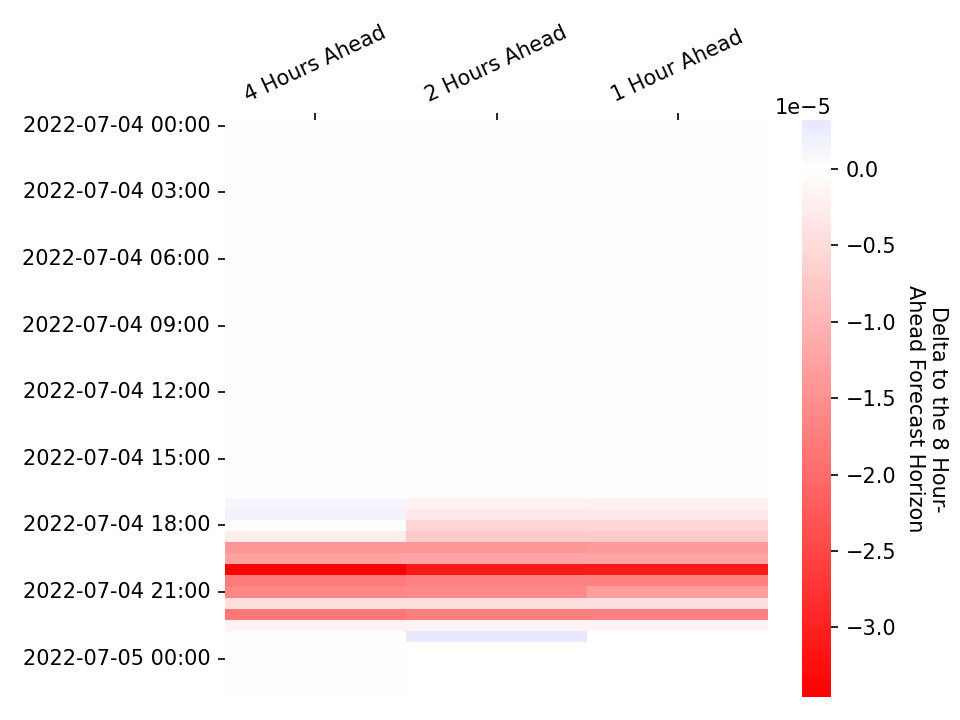 4 Hours Ahead
2 Hours Ahead
1 Hour Ahead
1e−5
2022-07-04 00:00
2022-07-04 03:00
2022-07-04 06:00
2022-07-04 09:00
2022-07-04 12:00
2022-07-04 15:00
2022-07-04 18:00
2022-07-04 21:00
2022-07-05 00:00
0.0
−0.5
−1.0
−1.5
−2.0
−2.5
−3.0
Delta to the 8 Hour-
Ahead Forecast Horizon